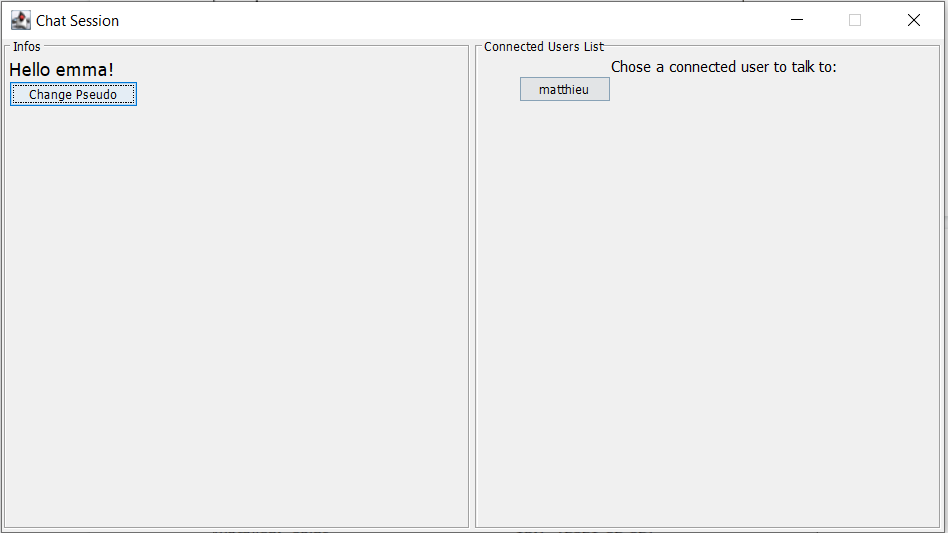 Chat Session
Infos
Hello emma!
Change Pseudo
Connected Users List
Chose a connected user to talk to:
matthieu